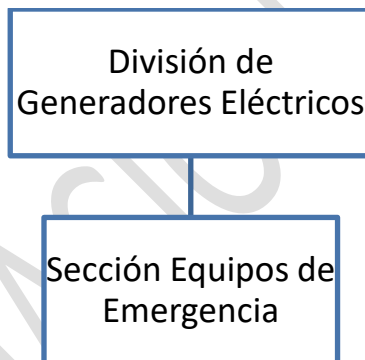 División de
Generadores Eléctricos
Sección Equipos de
Emergencia